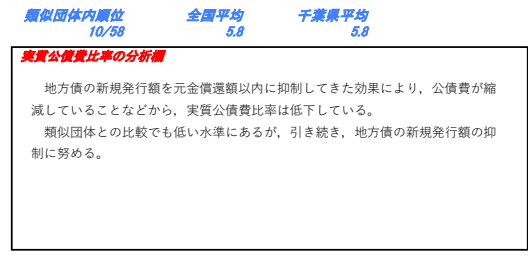 類似団体内順位 全国平均 千葉県平均
10/58 5.8 5.8
実質公債費比率の分析欄
地方債の新規発行額を元金償還額以内に抑制してきた効果により，公債費が縮
減していることなどから，実質公債費比率は低下している。
類似団体との比較でも低い水準にあるが，引き続き，地方債の新規発行額の抑
制に努める。